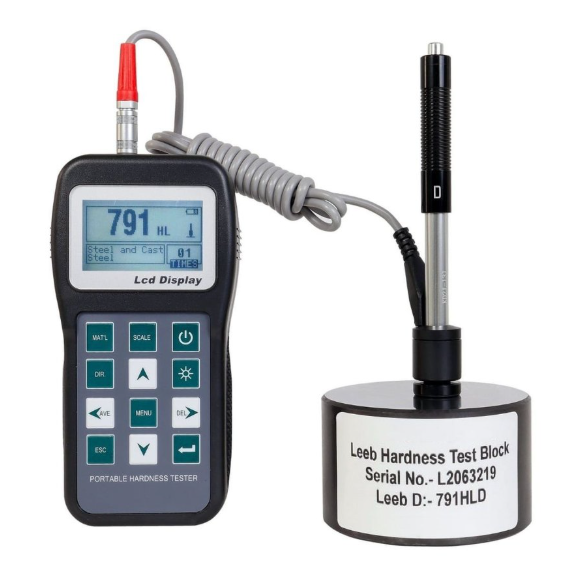 791 HL
Steel and Cast
Steel
01
TIMES
Lcd Display
MAT'L
SCALE
DIR.
AVE
MENU
DEL
ESC
PORTABLE HARDNESS TESTER
D
Leeb Hardness Test Block
Serial No.- L2063219
Leeb D:- 791HLD